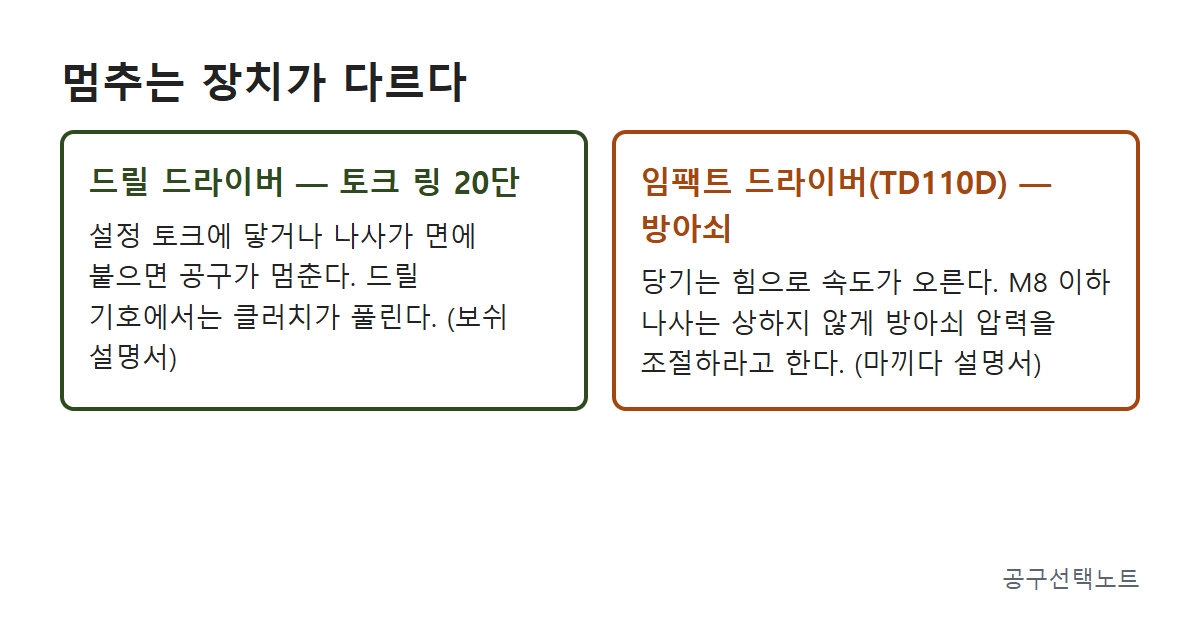 멈추는 장치가 다르다
드릴 드라이버 — 토크 링 20단
설정 토크에 닿거나 나사가 면에
붙으면 공구가 멈춘다. 드릴
기호에서는 클러치가 풀린다. (보쉬
설명서)
임팩트 드라이버(TD110D) —
방아쇠
당기는 힘으로 속도가 오른다. M8 이하
나사는 상하지 않게 방아쇠 압력을
조절하라고 한다. (마끼다 설명서)
공구선택노트